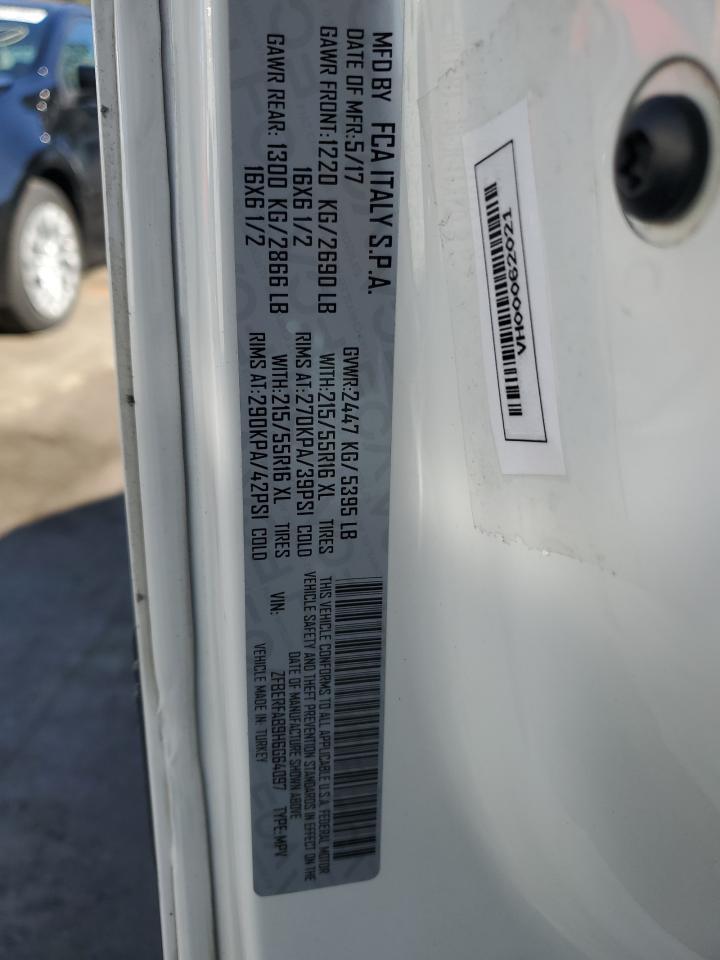 MFD BY FCA ITALY S.P.A.
DATE OF MFR:5/17 GVWR:2447 KG/5395 LB
GAWR FRONT:1220 KG/2690 LB WITH:215/55R16 XL TIRES
16X6 1/2 RIMS AT:270KPA/39PSI COLD
GAWR REAR: 1300 KG/2866 LB WITH:215/55R16 XL TIRES
16X6 1/2 RIMS AT:290KPA/42PSI COLD
THIS VEHICLE CONFORMS TO ALL APPLICABLE U.S.A. FEDERAL MOTOR
VEHICLE SAFETY AND THEFT PREVENTION STANDARDS IN EFFECT ON THE
DATE OF MANUFACTURE SHOWN ABOVE
VIN: ZFBERFAB9H6G64097 TYPE:MPV
VEHICLE MADE IN: TURKEY
VH000062021